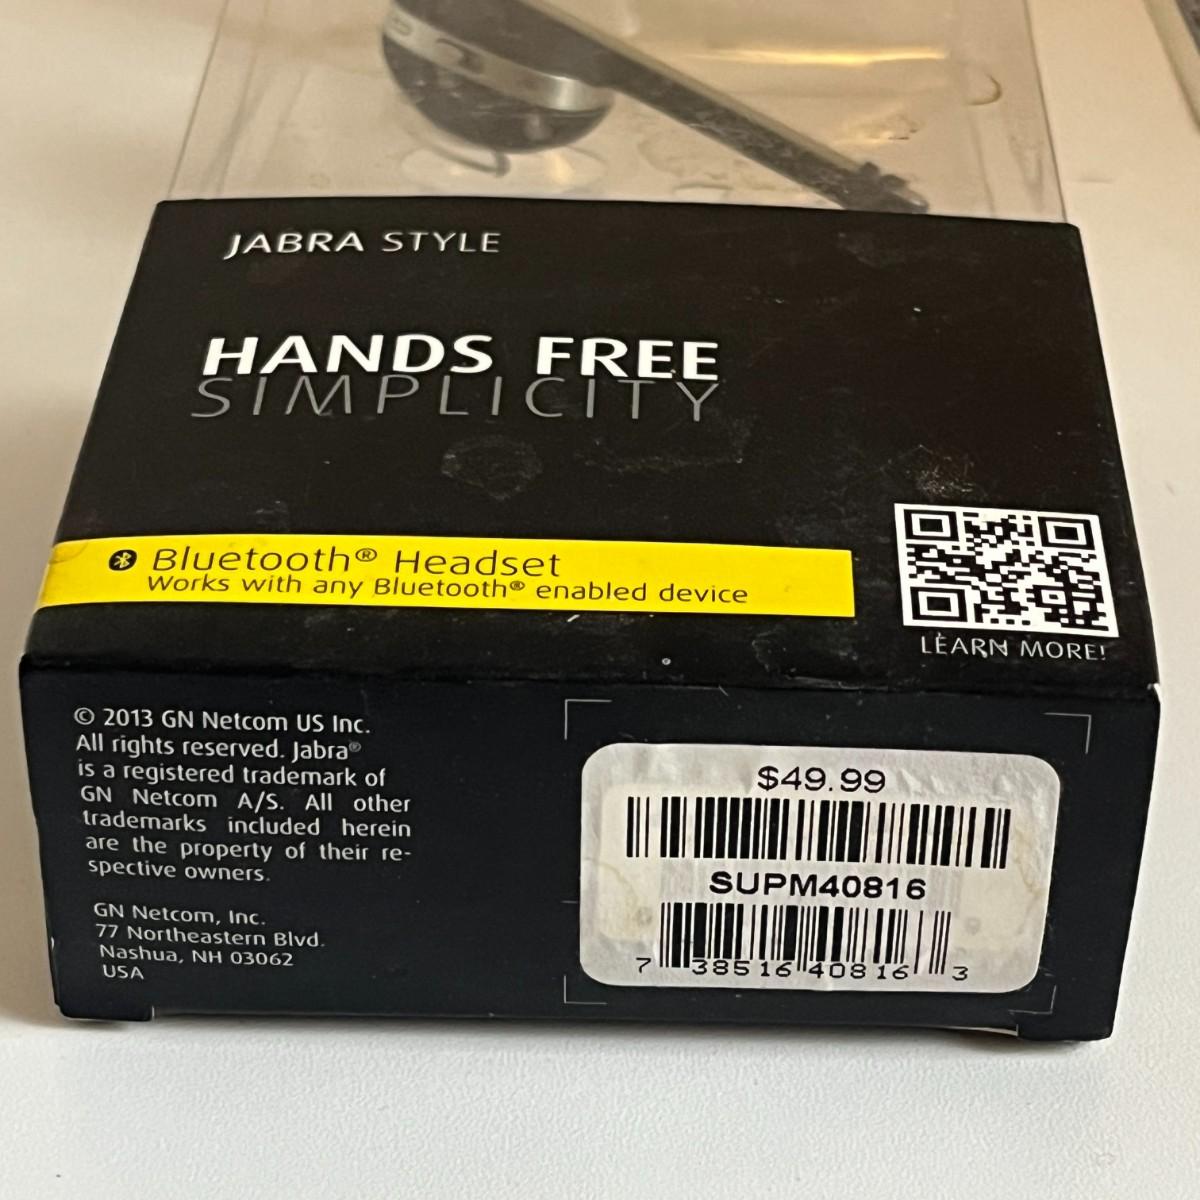 JABRA STYLE
HANDS FREE
SIMPLICITY
Bluetooth® Headset
Works with any Bluetooth® enabled device
LEARN MORE!
© 2013 GN Netcom US Inc.
All rights reserved. Jabra®
is a registered trademark of
GN Netcom A/S. All other
trademarks included herein
are the property of their re-
spective owners.
GN Netcom, Inc.
77 Northeastern Blvd.
Nashua, NH 03062
USA
$49.99
SUPM40816
7 38516 40816 3